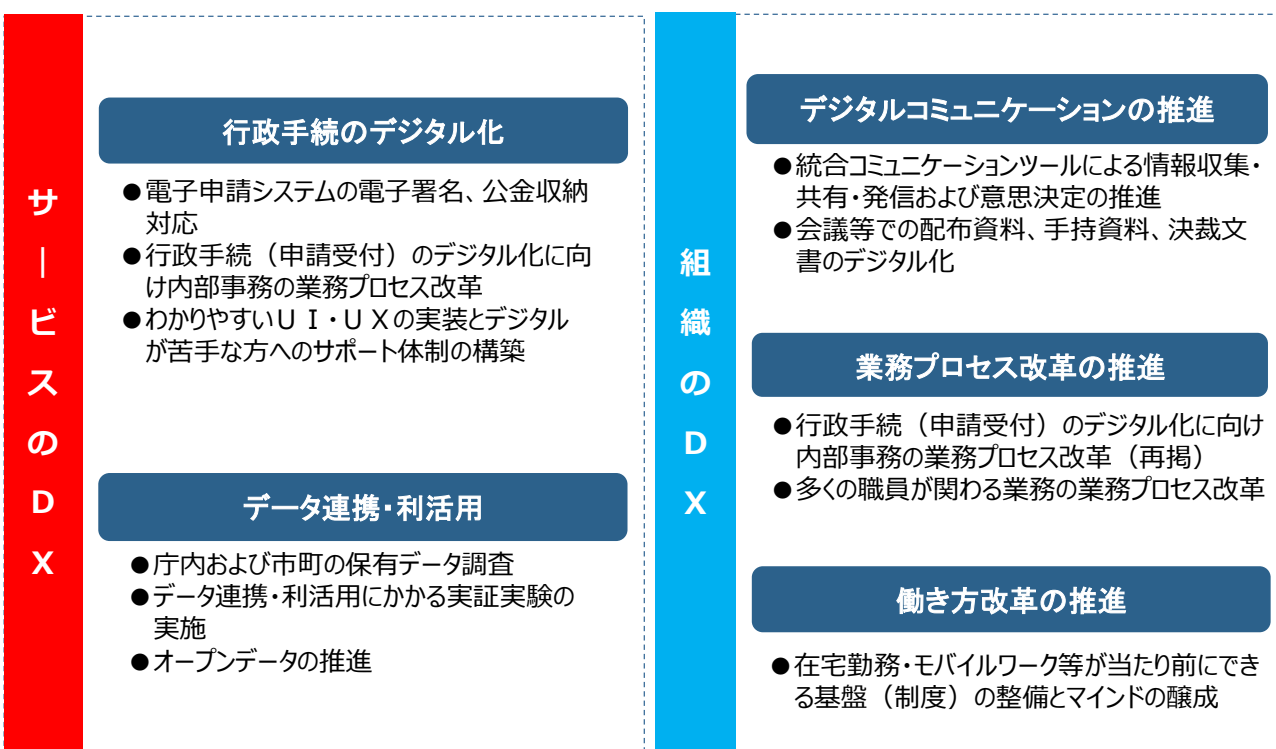 サービスのDX
行政手続のデジタル化
●電子申請システムの電子署名、公金収納
対応
●行政手続（申請受付）のデジタル化に向
け内部事務の業務プロセス改革
●わかりやすいＵＩ・ＵＸの実装とデジタル
が苦手な方へのサポート体制の構築
データ連携・利活用
●庁内および市町の保有データ調査
●データ連携・利活用にかかる実証実験の
実施
●オープンデータの推進
組織のDX
デジタルコミュニケーションの推進
●統合コミュニケーションツールによる情報収集・
共有・発信および意思決定の推進
●会議等での配布資料、手持資料、決裁文
書のデジタル化
業務プロセス改革の推進
●行政手続（申請受付）のデジタル化に向け
内部事務の業務プロセス改革（再掲）
●多くの職員が関わる業務の業務プロセス改革
働き方改革の推進
●在宅勤務・モバイルワーク等が当たり前にでき
る基盤（制度）の整備とマインドの醸成